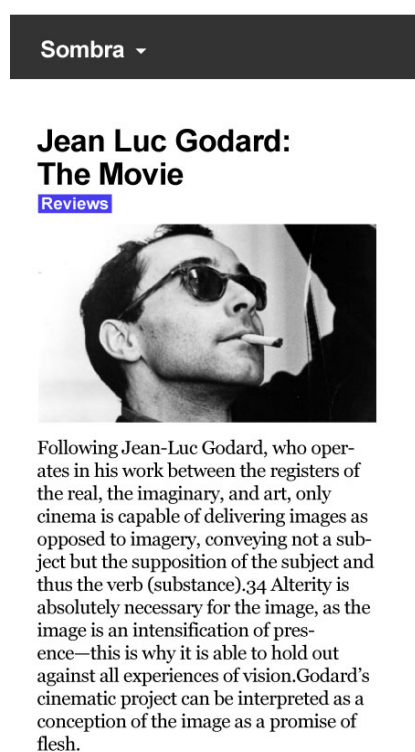 Sombra
Jean Luc Godard:
The Movie
Reviews
Following Jean-Luc Godard, who oper-
ates in his work between the registers of
the real, the imaginary, and art, only
cinema is capable of delivering images as
opposed to imagery, conveying not a sub-
ject but the supposition of the subject and
thus the verb (substance).34 Alterity is
absolutely necessary for the image, as the
image is an intensification of pres-
ence—this is why it is able to hold out
against all experiences of vision.Godard’s
cinematic project can be interpreted as a
conception of the image as a promise of
flesh.